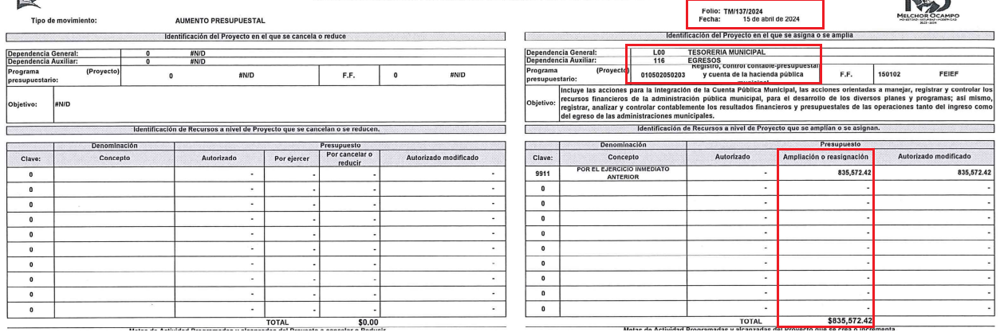 Tipo de movimiento: AUMENTO PRESUPUESTAL
Identificación del Proyecto en el que se cancela o reduce
Dependencia General: 0 #N/D
Dependencia Auxiliar: 0 #N/D
Programa (Proyecto)
presupuestario: 0 #N/D F.F. 0 #N/D
Objetivo: #N/D
Identificación de Recursos a nivel de Proyecto que se cancelan o se reducen.
Denominación Presupuesto
Clave: Concepto Autorizado Por ejercer Por cancelar o reducir Autorizado modificado
0 - - - -
0 - - - -
0 - - - -
0 - - - -
0 - - - -
0 - - - -
0 - - - -
0 - - - -
0 - - - -
0 - - - -
TOTAL $0.00
Metas de Actividad Programadas y alcanzadas del Proyecto a cancelar o Reducir
Folio: TM/137/2024
Fecha: 15 de abril de 2024
MELCHOR OCAMPO
2022 - 2024
Identificación del Proyecto en el que se asigna o se amplia
Dependencia General: L00 TESORERIA MUNICIPAL
Dependencia Auxiliar: 116 EGRESOS
Programa (Proyecto)
presupuestario: 010502050203 Registro, control contable-presupuestal
y cuenta de la hacienda pública
municipal F.F. 150102 FEIEF
Objetivo: Incluye las acciones para la integración de la Cuenta Pública Municipal, las acciones orientadas a manejar, registrar y controlar los
recursos financieros de la administración pública municipal, para el desarrollo de los diversos planes y programas; así mismo,
registrar, analizar y controlar contablemente los resultados financieros y presupuestales de las operaciones tanto del ingreso como
del egreso de las administraciones municipales.
Identificación de Recursos a nivel de Proyecto que se amplían o se asignan.
Denominación Presupuesto
Clave: Concepto Autorizado Ampliación o reasignación Autorizado modificado
9911 POR EL EJERCICIO INMEDIATO ANTERIOR - 835,572.42 835,572.42
0 - - -
0 - - -
0 - - -
0 - - -
0 - - -
0 - - -
0 - - -
0 - - -
0 - - -
TOTAL $835,572.42
Metas de Actividad Programadas y alcanzadas del Proyecto que se crea o incrementa